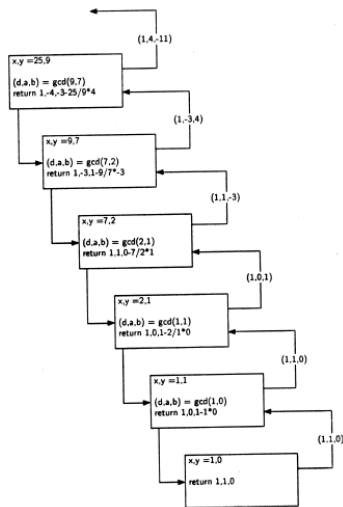 (1,4,-11)
x,y =25,9
(d,a,b) = gcd(9,7)
return 1,-4,-3-25/9*4
(1,-3,4)
x,y =9,7
(d,a,b) = gcd(7,2)
return 1,-3,1-9/7*-3
(1,1,-3)
x,y =7,2
(d,a,b) = gcd(2,1)
return 1,1,0-7/2*1
(1,0,1)
x,y =2,1
(d,a,b) = gcd(1,1)
return 1,0,1-2/1*0
(1,1,0)
x,y =1,1
(d,a,b) = gcd(1,0)
return 1,0,1-1*0
(1,1,0)
x,y =1,0
return 1,1,0